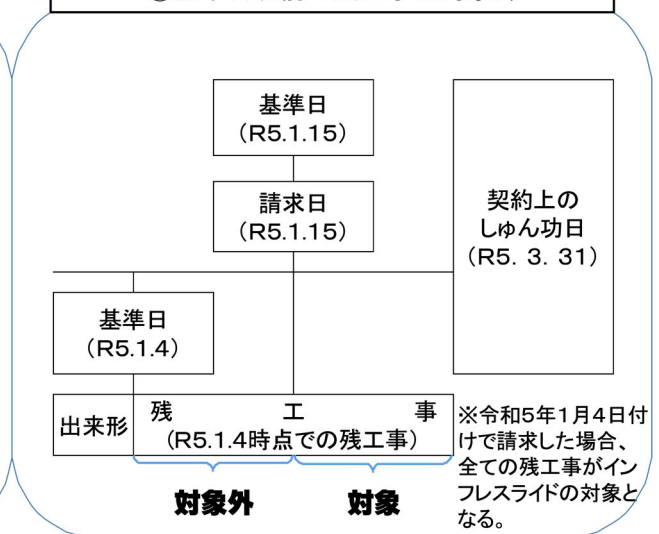 基準日
（R5.1.15）
請求日
（R5.1.15）
契約上の
しゅん功日
（R5. 3. 31）
基準日
（R5.1.4）
出来形
残 工 事
（R5.1.4時点での残工事）
※令和5年1月4日付
けで請求した場合、
全ての残工事がイン
フレスライドの対象と
なる。
対象外
対象